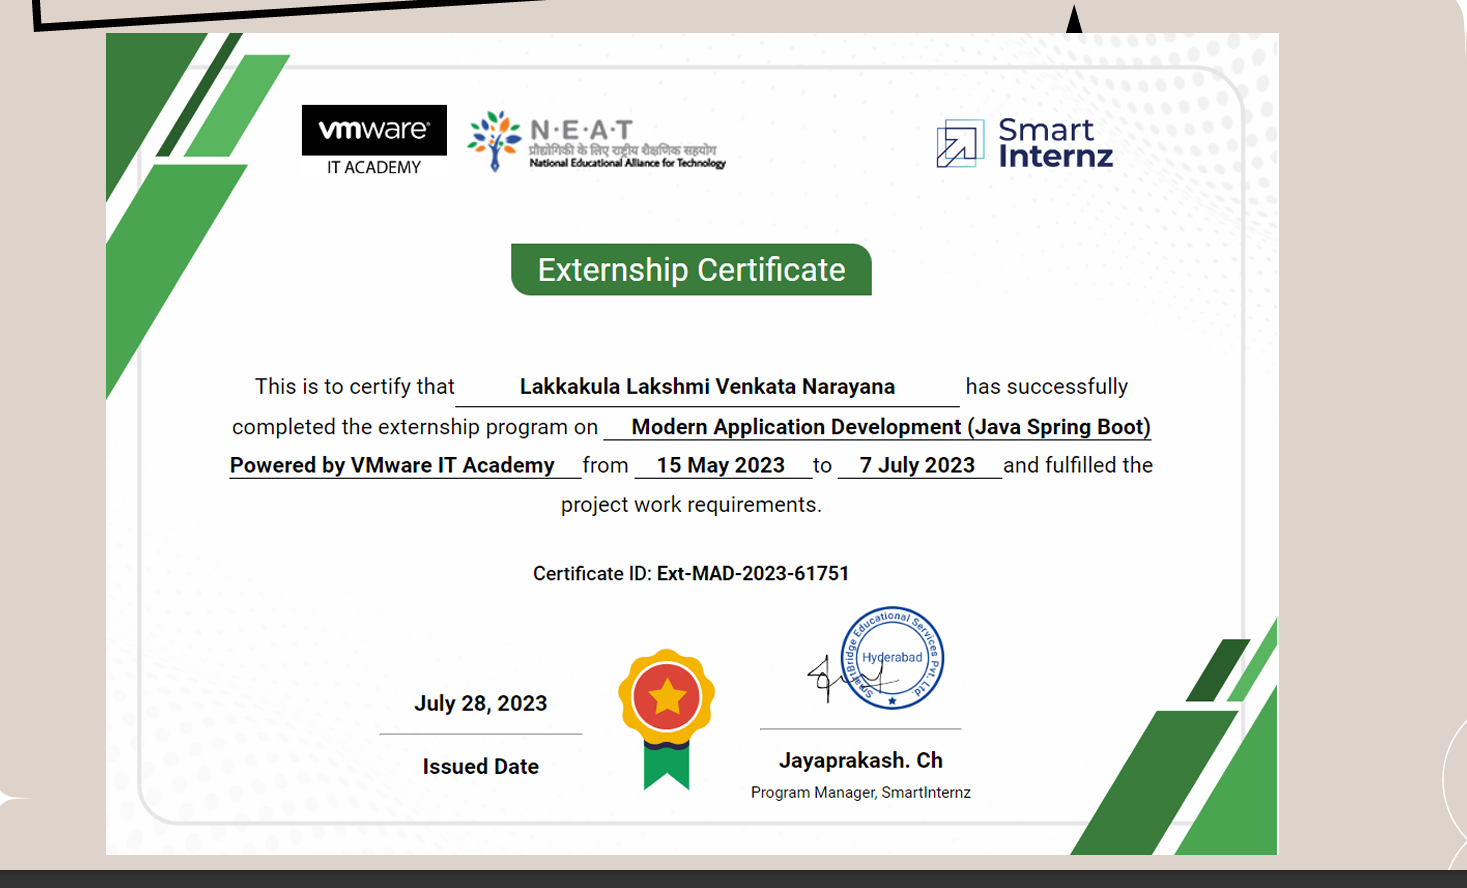 vmware®
IT ACADEMY
N·E·A·T
प्रौद्योगिकी के लिए राष्ट्रीय शैक्षणिक सहयोग
National Educational Alliance for Technology
Smart
Internz
Externship Certificate
This is to certify that Lakkakula Lakshmi Venkata Narayana has successfully
completed the externship program on Modern Application Development (Java Spring Boot)
Powered by VMware IT Academy from 15 May 2023 to 7 July 2023 and fulfilled the
project work requirements.
Certificate ID: Ext-MAD-2023-61751
SmartBridge Educational Services Pvt. Ltd.
Hyderabad
July 28, 2023
Issued Date
Jayaprakash. Ch
Program Manager, SmartInternz